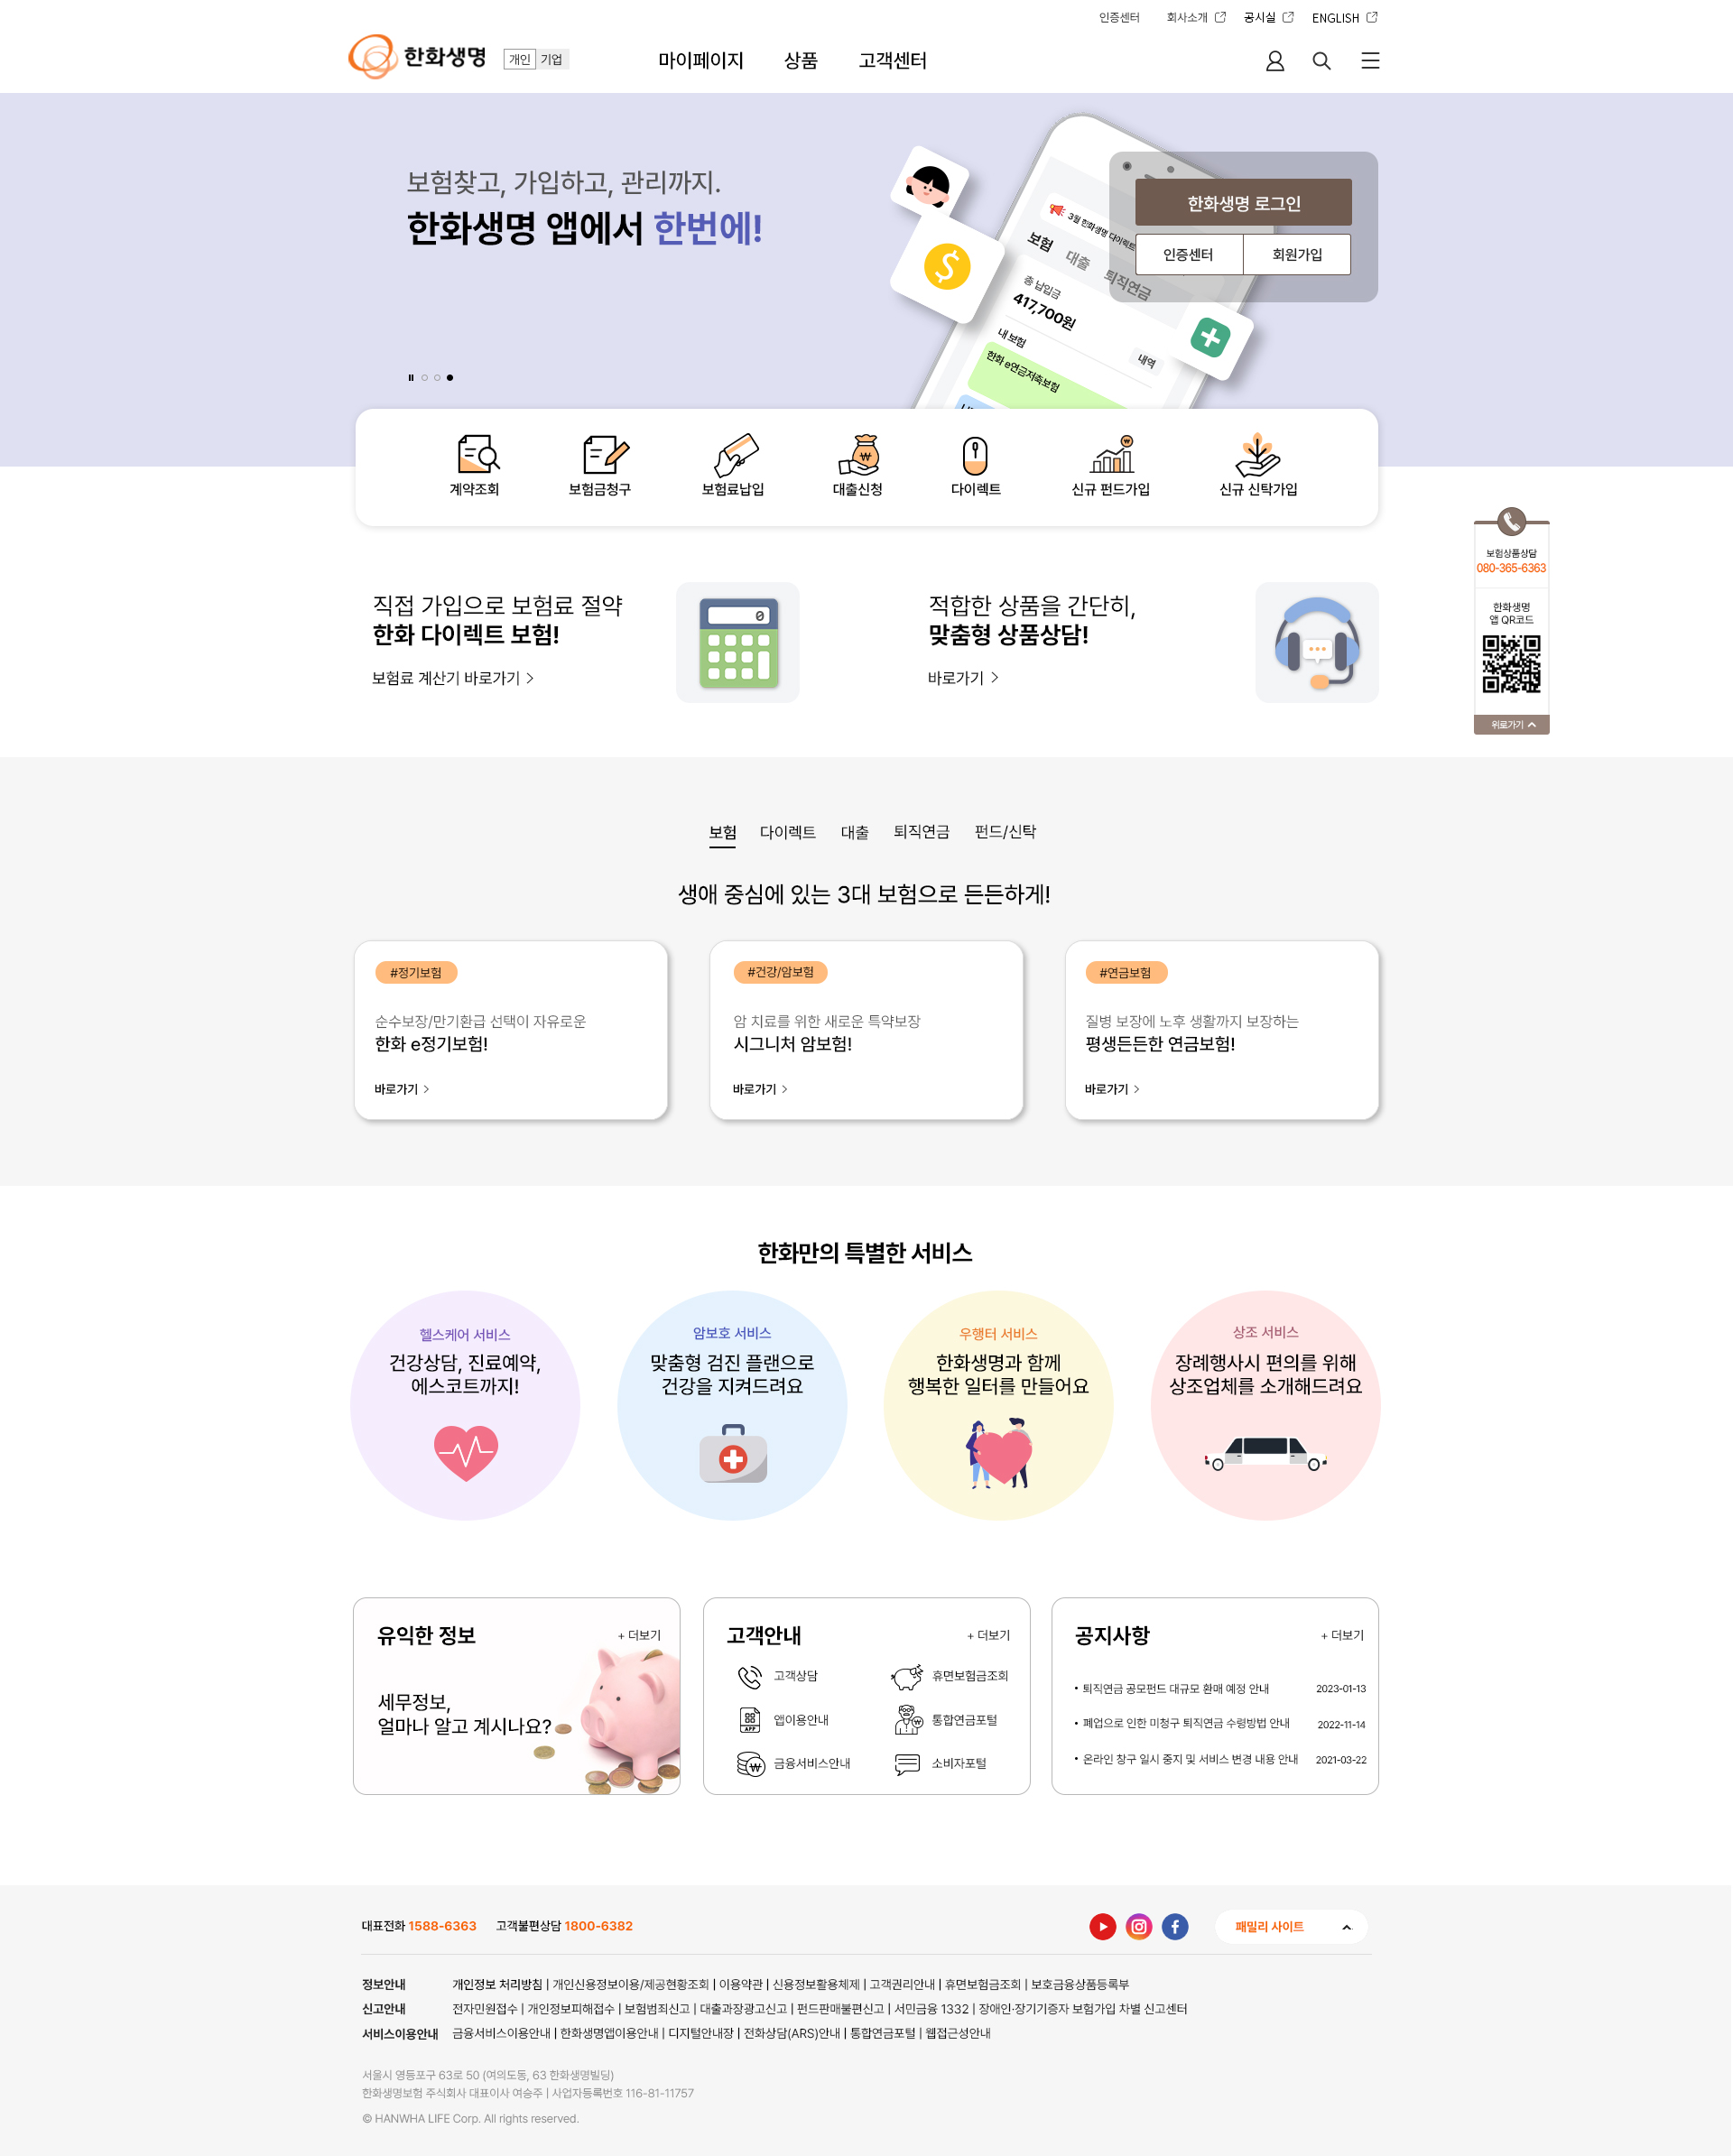 인증센터 회사소개 공시실 ENGLISH
한화생명 개인 기업 마이페이지 상품 고객센터
보험찾고, 가입하고, 관리까지.
한화생명 앱에서 한번에!
3월 한화생명 다이렉트
보험 대출 퇴직연금
총 납입금
417,700원
내역
내 보험
한화 e연금저축보험
한화생명 로그인
인증센터 회원가입
계약조회 보험금청구 보험료납입 대출신청 다이렉트 신규 펀드가입 신규 신탁가입
직접 가입으로 보험료 절약
한화 다이렉트 보험!
보험료 계산기 바로가기
0
적합한 상품을 간단히,
맞춤형 상품상담!
바로가기
보험상품상담
080-365-6363
한화생명
앱 QR코드
위로가기
보험 다이렉트 대출 퇴직연금 펀드/신탁
생애 중심에 있는 3대 보험으로 든든하게!
#정기보험
순수보장/만기환급 선택이 자유로운
한화 e정기보험!
바로가기
#건강/암보험
암 치료를 위한 새로운 특약보장
시그니처 암보험!
바로가기
#연금보험
질병 보장에 노후 생활까지 보장하는
평생든든한 연금보험!
바로가기
한화만의 특별한 서비스
헬스케어 서비스
건강상담, 진료예약,
에스코트까지!
암보호 서비스
맞춤형 검진 플랜으로
건강을 지켜드려요
우행터 서비스
한화생명과 함께
행복한 일터를 만들어요
상조 서비스
장례행사시 편의를 위해
상조업체를 소개해드려요
유익한 정보 + 더보기
세무정보,
얼마나 알고 계시나요?
고객안내 + 더보기
고객상담 휴면보험금조회
APP 앱이용안내 통합연금포털
금융서비스안내 소비자포털
공지사항 + 더보기
• 퇴직연금 공모펀드 대규모 환매 예정 안내 2023-01-13
• 폐업으로 인한 미청구 퇴직연금 수령방법 안내 2022-11-14
• 온라인 창구 일시 중지 및 서비스 변경 내용 안내 2021-03-22
대표전화 1588-6363 고객불편상담 1800-6382
패밀리 사이트
정보안내 개인정보 처리방침 | 개인신용정보이용/제공현황조회 | 이용약관 | 신용정보활용체제 | 고객권리안내 | 휴면보험금조회 | 보호금융상품등록부
신고안내 전자민원접수 | 개인정보피해접수 | 보험범죄신고 | 대출과장광고신고 | 펀드판매불편신고 | 서민금융 1332 | 장애인·장기기증자 보험가입 차별 신고센터
서비스이용안내 금융서비스이용안내 | 한화생명앱이용안내 | 디지털안내장 | 전화상담(ARS)안내 | 통합연금포털 | 웹접근성안내
서울시 영등포구 63로 50 (여의도동, 63 한화생명빌딩)
한화생명보험 주식회사 대표이사 여승주 | 사업자등록번호 116-81-11757
© HANWHA LIFE Corp. All rights reserved.